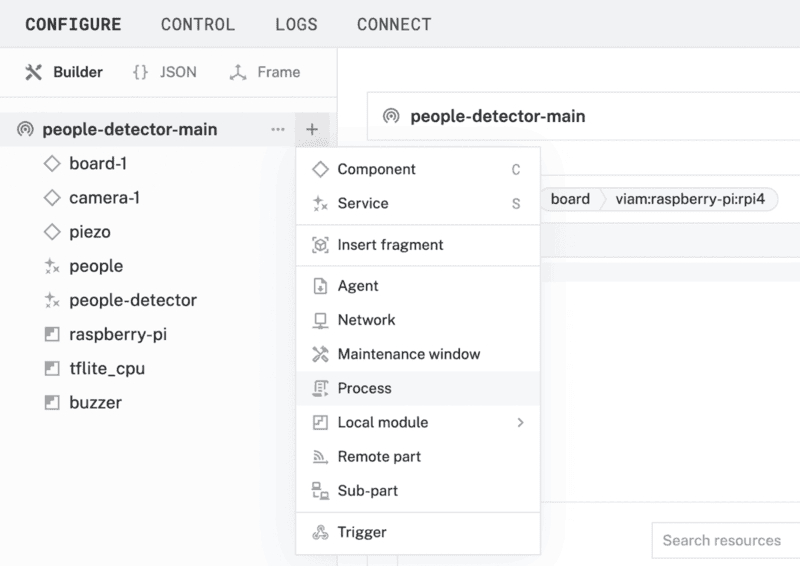 CONFIGURE CONTROL LOGS CONNECT
Builder {} JSON Frame
people-detector-main ... +
board-1
camera-1
piezo
people
people-detector
raspberry-pi
tflite_cpu
buzzer
Component C
Service S
Insert fragment
Agent
Network
Maintenance window
Process
Local module
Remote part
Sub-part
Trigger
people-detector-main
board viam:raspberry-pi:rpi4
Search resources